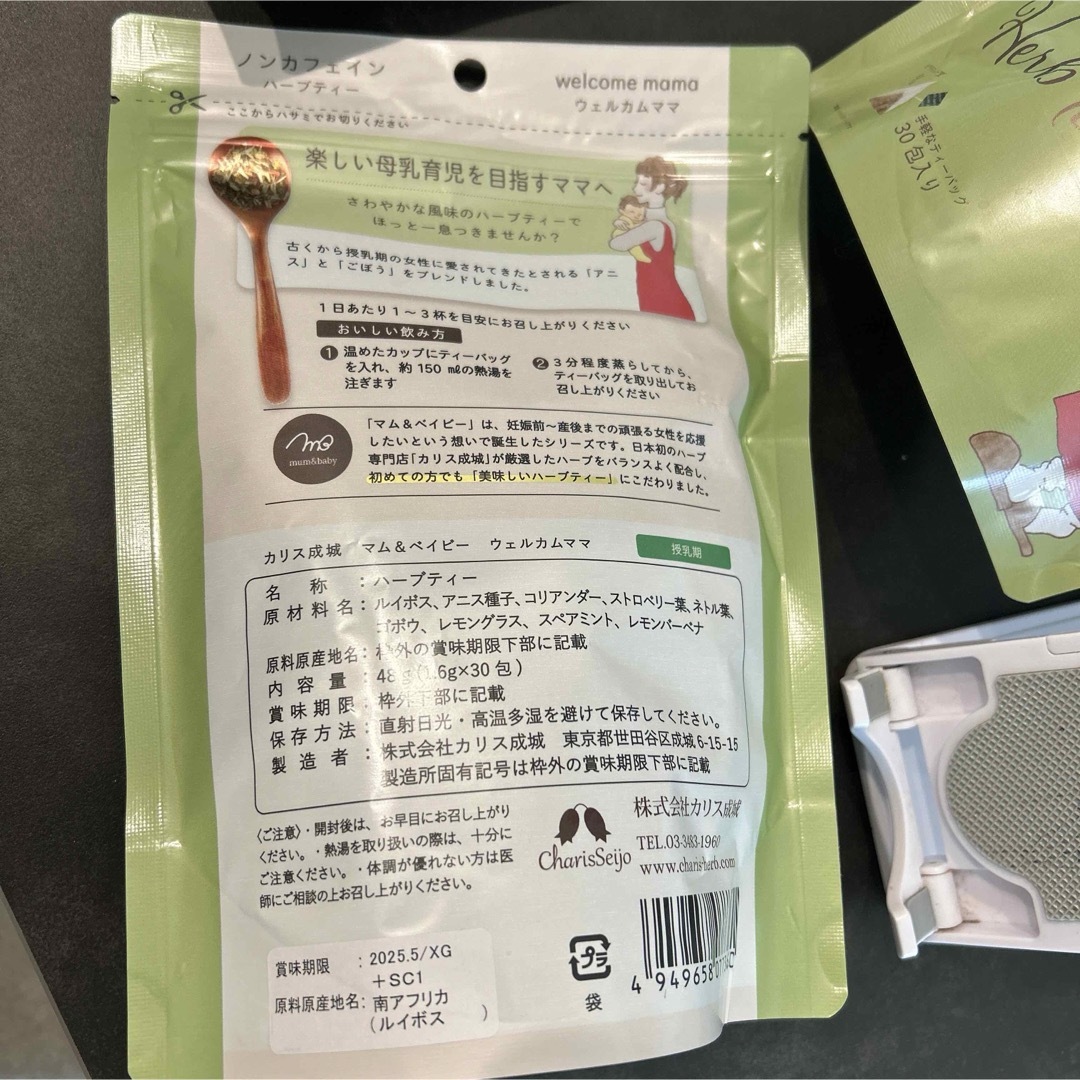 ノンカフェイン
ハーブティー
welcome mama
ウェルカムママ
ここからハサミでお切りください
楽しい母乳育児を目指すママへ
さわやかな風味のハーブティーで
ほっと一息つきませんか?
古くから授乳期の女性に愛されてきたとされる「アニ
ス」と「ごぼう」をブレンドしました。
1日あたり1~3杯を目安にお召し上がりください
おいしい飲み方
1 温めたカップにティーバッグ
を入れ、約150㎖の熱湯を
注ぎます
2 3分程度蒸らしてから、
ティーバッグを取り出してお
召し上がりください
mum&baby
「マム&ベイビー」は、妊娠前~産後までの頑張る女性を応援
したいという想いで誕生したシリーズです。日本初のハーブ
専門店「カリス成城」が厳選したハーブをバランスよく配合し、
初めての方でも「美味しいハーブティー」にこだわりました。
カリス成城 マム&ベイビー ウェルカムママ
授乳期
名称:ハーブティー
原材料名:ルイボス、アニス種子、コリアンダー、ストロベリー葉、ネトル葉、
ゴボウ、レモングラス、スペアミント、レモンバーベナ
原料原産地名:枠外の賞味期限下部に記載
内容量:48g(1.6g×30包)
賞味期限:枠外下部に記載
保存方法:直射日光・高温多湿を避けて保存してください。
製造者:株式会社カリス成城 東京都世田谷区成城6-15-15
製造所固有記号は枠外の賞味期限下部に記載
〈ご注意〉・開封後は、お早目にお召し上がり
ください。・熱湯を取り扱いの際は、十分に
ご注意ください。・体調が優れない方は医
師にご相談の上お召し上がりください。
CharisSeijo
株式会社カリス成城
TEL.03-3483-1960
www.charis-herb.com
賞味期限:2025.5/XG
+SC1
原料原産地名:南アフリカ
(ルイボス)
プラ
袋
4 949658
Herb
手軽なティーバッグ
30包入り